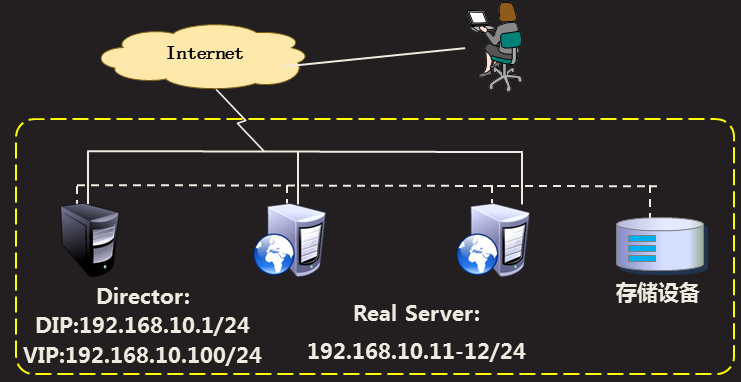 Internet
Director:
DIP:192.168.10.1/24
VIP:192.168.10.100/24
Real Server:
192.168.10.11-12/24
存储设备